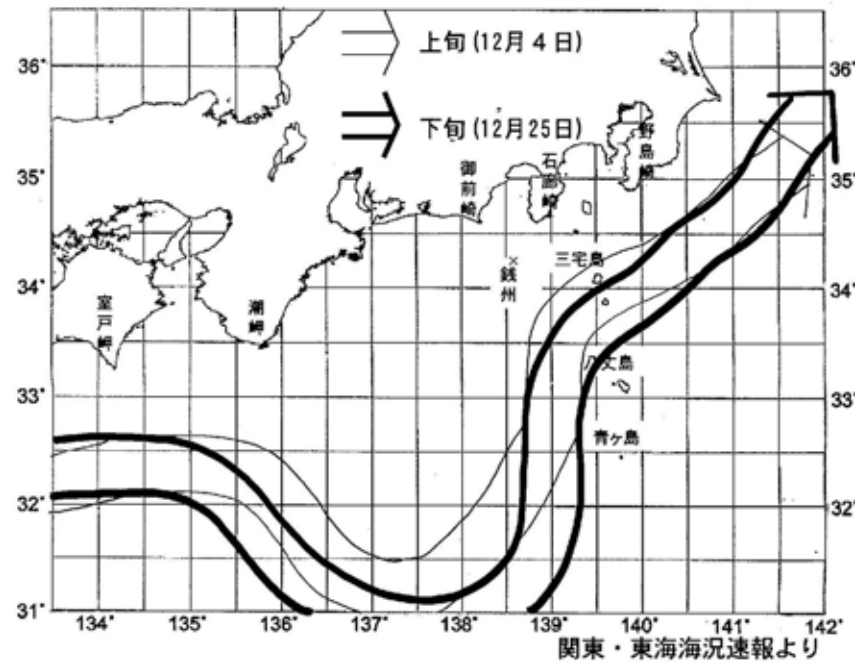 上旬 (12月4日)
下旬 (12月25日)
36°
36°
35°
35°
34°
34°
33°
33°
32°
32°
31°
野島崎
石廊崎
御前崎
三宅島
銭州
潮岬
室戸岬
八丈島
青ヶ島
134°
135°
136°
137°
138°
139°
140°
141°
142°
関東・東海海況速報より